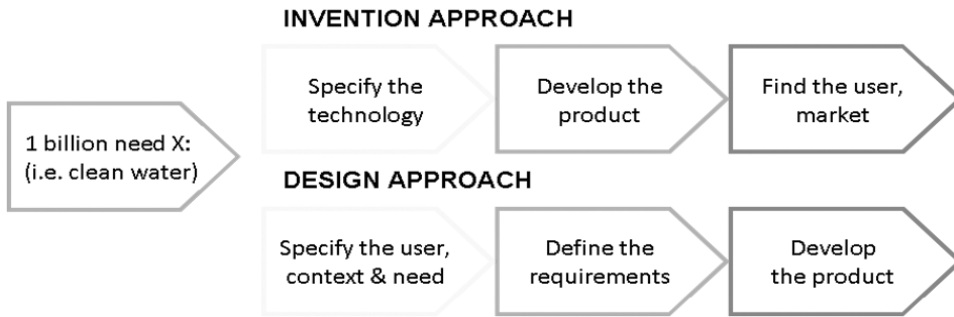 INVENTION APPROACH
Specify the
technology
Develop the
product
Find the user,
market
1 billion need X:
(i.e. clean water)
DESIGN APPROACH
Specify the user,
context & need
Define the
requirements
Develop
the product